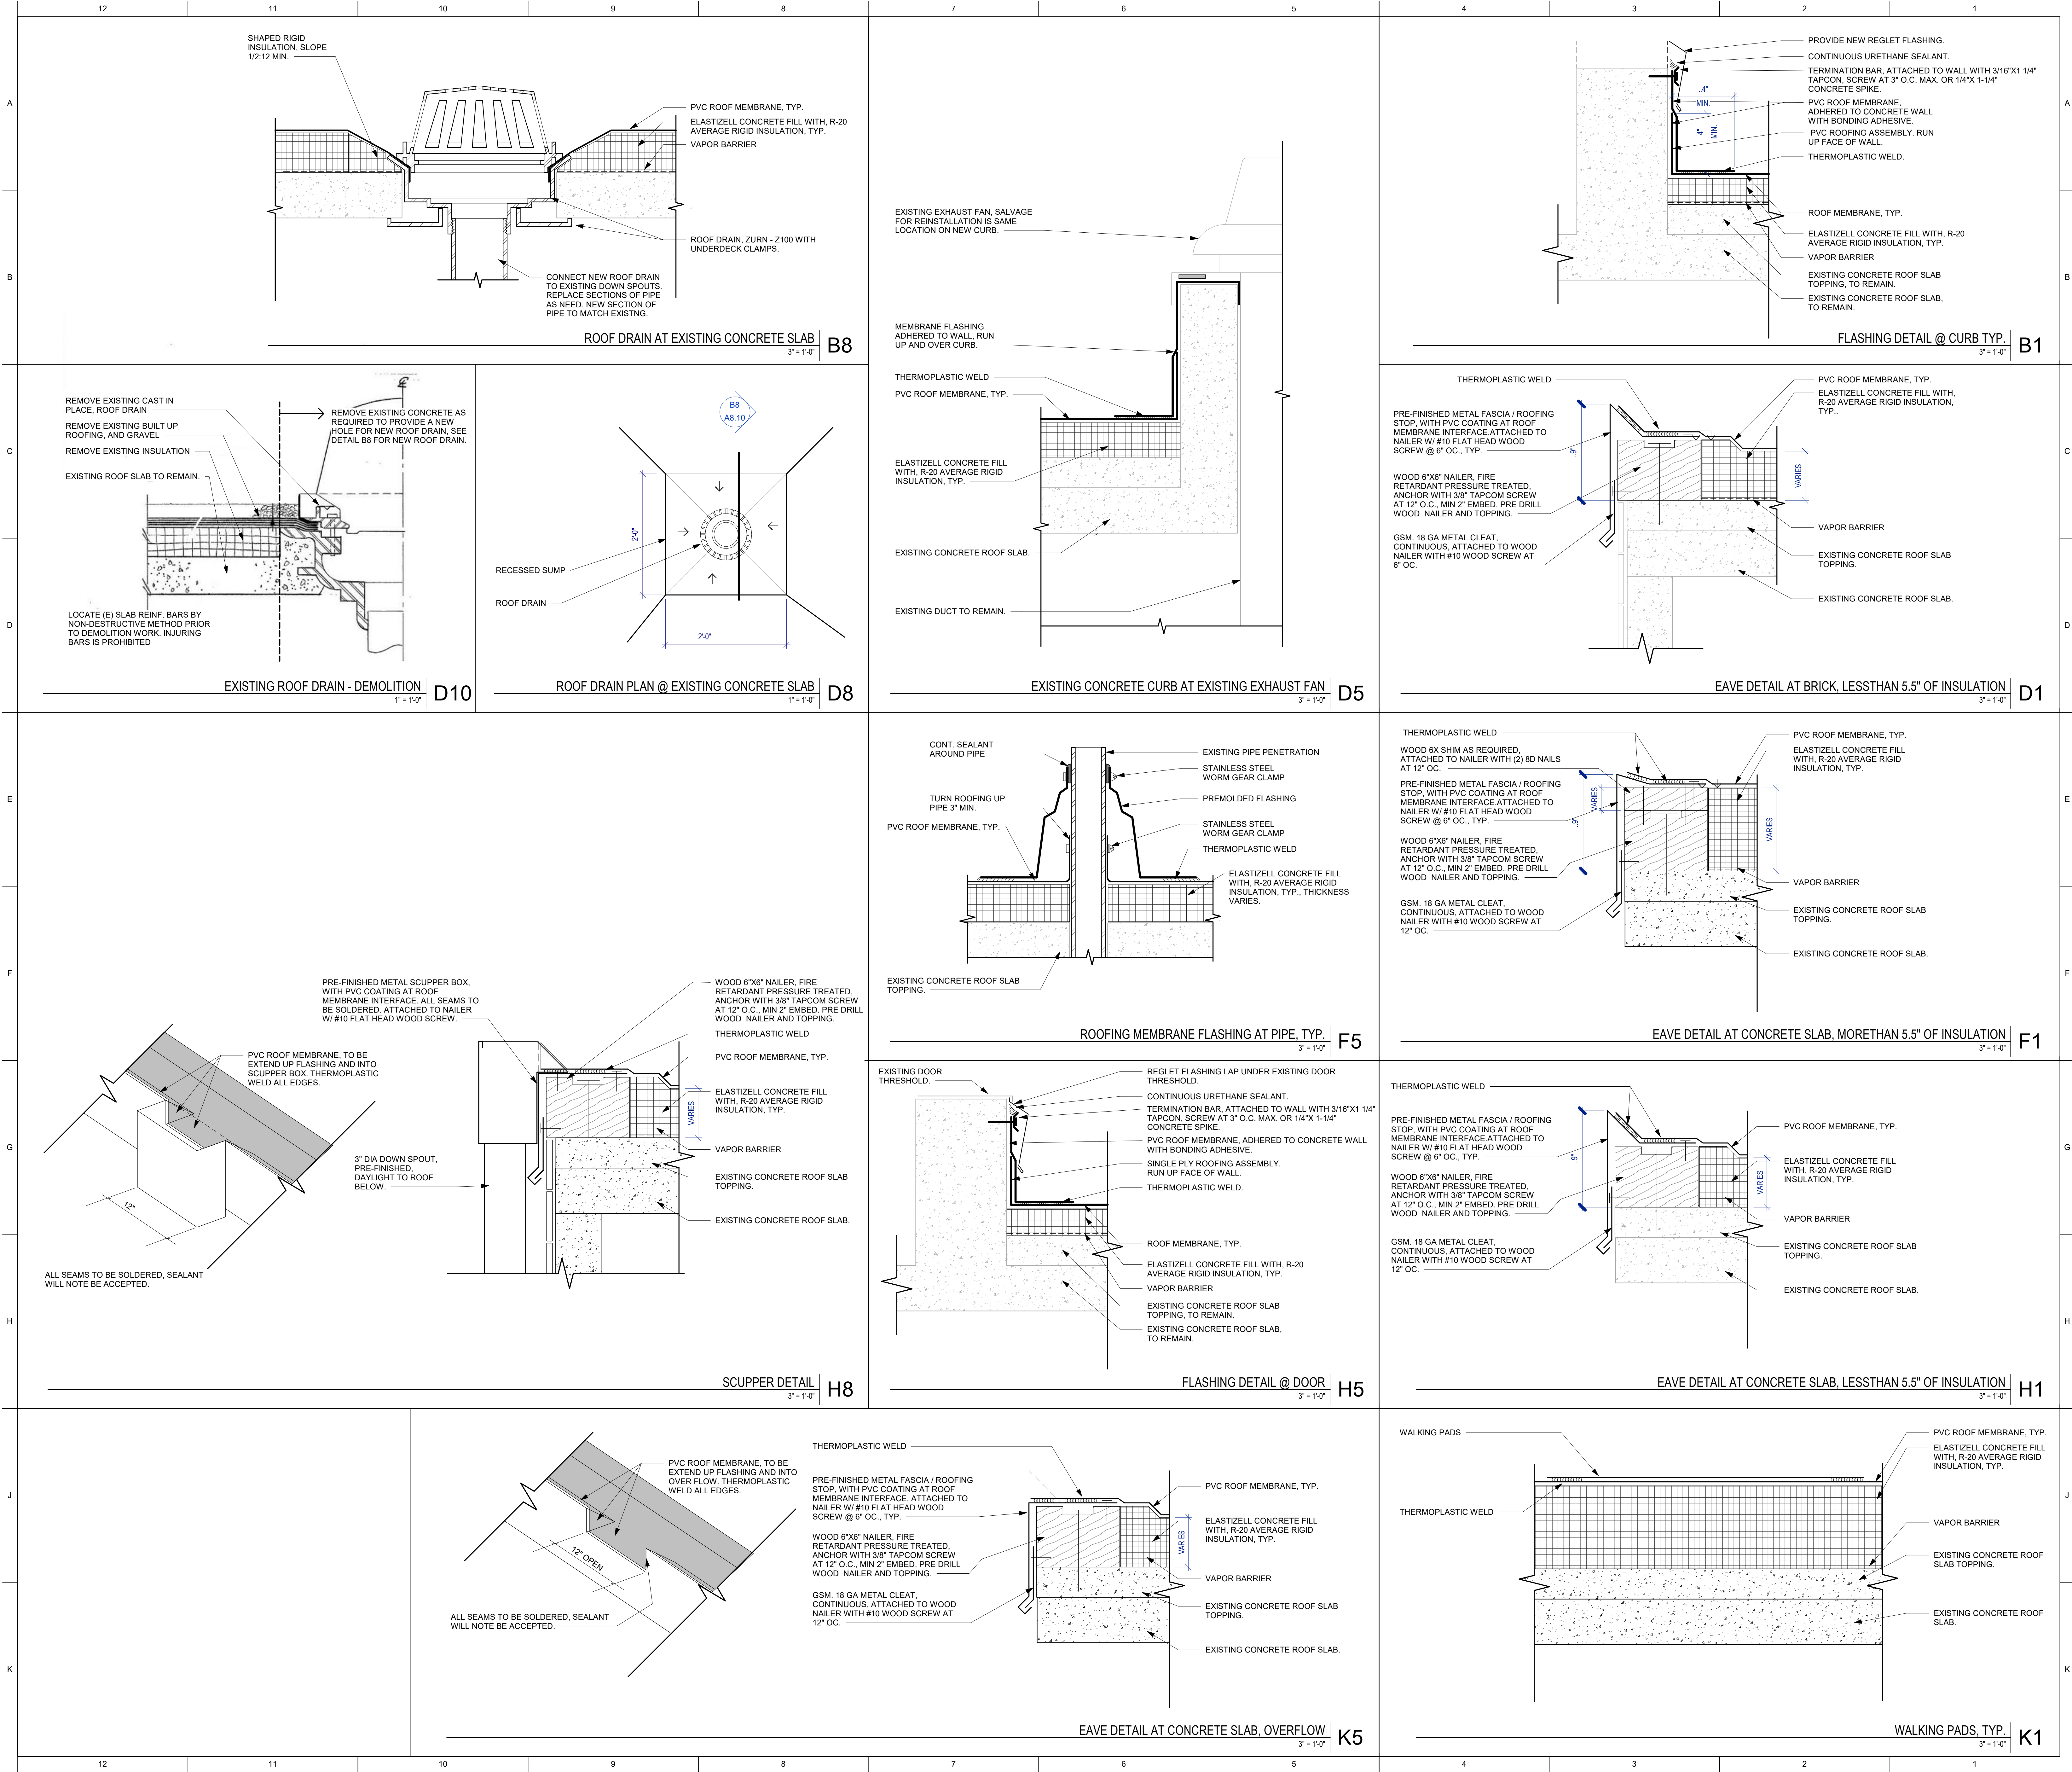 12 11 10 9 8 7 6 5 4 3 2 1
A
B
C
D
E
F
G
H
J
K
SHAPED RIGID
INSULATION, SLOPE
1/2:12 MIN.
PVC ROOF MEMBRANE, TYP.
ELASTIZELL CONCRETE FILL WITH, R-20
AVERAGE RIGID INSULATION, TYP.
VAPOR BARRIER
ROOF DRAIN, ZURN - Z100 WITH
UNDERDECK CLAMPS.
CONNECT NEW ROOF DRAIN
TO EXISTING DOWN SPOUTS.
REPLACE SECTIONS OF PIPE
AS NEED. NEW SECTION OF
PIPE TO MATCH EXISTNG.
ROOF DRAIN AT EXISTING CONCRETE SLAB
3" = 1'-0"
B8
REMOVE EXISTING CAST IN
PLACE, ROOF DRAIN
REMOVE EXISTING BUILT UP
ROOFING, AND GRAVEL
REMOVE EXISTING INSULATION
EXISTING ROOF SLAB TO REMAIN.
REMOVE EXISTING CONCRETE AS
REQUIRED TO PROVIDE A NEW
HOLE FOR NEW ROOF DRAIN, SEE
DETAIL B8 FOR NEW ROOF DRAIN.
LOCATE (E) SLAB REINF. BARS BY
NON-DESTRUCTIVE METHOD PRIOR
TO DEMOLITION WORK. INJURING
BARS IS PROHIBITED
EXISTING ROOF DRAIN - DEMOLITION
1" = 1'-0"
D10
B8
A8.10
2'-0"
RECESSED SUMP
ROOF DRAIN
2'-0"
ROOF DRAIN PLAN @ EXISTING CONCRETE SLAB
1" = 1'-0"
D8
EXISTING EXHAUST FAN, SALVAGE
FOR REINSTALLATION IS SAME
LOCATION ON NEW CURB.
MEMBRANE FLASHING
ADHERED TO WALL, RUN
UP AND OVER CURB.
THERMOPLASTIC WELD
PVC ROOF MEMBRANE, TYP.
ELASTIZELL CONCRETE FILL
WITH, R-20 AVERAGE RIGID
INSULATION, TYP.
EXISTING CONCRETE ROOF SLAB.
EXISTING DUCT TO REMAIN.
EXISTING CONCRETE CURB AT EXISTING EXHAUST FAN
3" = 1'-0"
D5
PROVIDE NEW REGLET FLASHING.
CONTINUOUS URETHANE SEALANT.
TERMINATION BAR, ATTACHED TO WALL WITH 3/16"X1 1/4"
TAPCON, SCREW AT 3" O.C. MAX. OR 1/4"X 1-1/4"
CONCRETE SPIKE.
PVC ROOF MEMBRANE,
ADHERED TO CONCRETE WALL
WITH BONDING ADHESIVE.
PVC ROOFING ASSEMBLY. RUN
UP FACE OF WALL.
THERMOPLASTIC WELD.
..4"
MIN.
.4"
MIN.
ROOF MEMBRANE, TYP.
ELASTIZELL CONCRETE FILL WITH, R-20
AVERAGE RIGID INSULATION, TYP.
VAPOR BARRIER
EXISTING CONCRETE ROOF SLAB
TOPPING, TO REMAIN.
EXISTING CONCRETE ROOF SLAB,
TO REMAIN.
FLASHING DETAIL @ CURB TYP.
3" = 1'-0"
B1
THERMOPLASTIC WELD
PRE-FINISHED METAL FASCIA / ROOFING
STOP, WITH PVC COATING AT ROOF
MEMBRANE INTERFACE.ATTACHED TO
NAILER W/ #10 FLAT HEAD WOOD
SCREW @ 6" OC., TYP.
WOOD 6"X6" NAILER, FIRE
RETARDANT PRESSURE TREATED,
ANCHOR WITH 3/8" TAPCOM SCREW
AT 12" O.C., MIN 2" EMBED. PRE DRILL
WOOD NAILER AND TOPPING.
GSM. 18 GA METAL CLEAT,
CONTINUOUS, ATTACHED TO WOOD
NAILER WITH #10 WOOD SCREW AT
6" OC.
..9"
VARIES
PVC ROOF MEMBRANE, TYP.
ELASTIZELL CONCRETE FILL WITH,
R-20 AVERAGE RIGID INSULATION,
TYP..
VAPOR BARRIER
EXISTING CONCRETE ROOF SLAB
TOPPING.
EXISTING CONCRETE ROOF SLAB.
EAVE DETAIL AT BRICK, LESSTHAN 5.5" OF INSULATION
3" = 1'-0"
D1
PRE-FINISHED METAL SCUPPER BOX,
WITH PVC COATING AT ROOF
MEMBRANE INTERFACE. ALL SEAMS TO
BE SOLDERED. ATTACHED TO NAILER
W/ #10 FLAT HEAD WOOD SCREW.
PVC ROOF MEMBRANE, TO BE
EXTEND UP FLASHING AND INTO
SCUPPER BOX. THERMOPLASTIC
WELD ALL EDGES.
3" DIA DOWN SPOUT,
PRE-FINISHED,
DAYLIGHT TO ROOF
BELOW.
12"
ALL SEAMS TO BE SOLDERED, SEALANT
WILL NOTE BE ACCEPTED.
WOOD 6"X6" NAILER, FIRE
RETARDANT PRESSURE TREATED,
ANCHOR WITH 3/8" TAPCOM SCREW
AT 12" O.C., MIN 2" EMBED. PRE DRILL
WOOD NAILER AND TOPPING.
THERMOPLASTIC WELD
PVC ROOF MEMBRANE, TYP.
ELASTIZELL CONCRETE FILL
WITH, R-20 AVERAGE RIGID
INSULATION, TYP.
VARIES
VAPOR BARRIER
EXISTING CONCRETE ROOF SLAB
TOPPING.
EXISTING CONCRETE ROOF SLAB.
SCUPPER DETAIL
3" = 1'-0"
H8
CONT. SEALANT
AROUND PIPE
TURN ROOFING UP
PIPE 3" MIN.
PVC ROOF MEMBRANE, TYP.
EXISTING CONCRETE ROOF SLAB
TOPPING.
EXISTING PIPE PENETRATION
STAINLESS STEEL
WORM GEAR CLAMP
PREMOLDED FLASHING
STAINLESS STEEL
WORM GEAR CLAMP
THERMOPLASTIC WELD
ELASTIZELL CONCRETE FILL
WITH, R-20 AVERAGE RIGID
INSULATION, TYP., THICKNESS
VARIES.
ROOFING MEMBRANE FLASHING AT PIPE, TYP.
3" = 1'-0"
F5
THERMOPLASTIC WELD
WOOD 6X SHIM AS REQUIRED,
ATTACHED TO NAILER WITH (2) 8D NAILS
AT 12" OC.
PRE-FINISHED METAL FASCIA / ROOFING
STOP, WITH PVC COATING AT ROOF
MEMBRANE INTERFACE.ATTACHED TO
NAILER W/ #10 FLAT HEAD WOOD
SCREW @ 6" OC., TYP.
WOOD 6"X6" NAILER, FIRE
RETARDANT PRESSURE TREATED,
ANCHOR WITH 3/8" TAPCOM SCREW
AT 12" O.C., MIN 2" EMBED. PRE DRILL
WOOD NAILER AND TOPPING.
GSM. 18 GA METAL CLEAT,
CONTINUOUS, ATTACHED TO WOOD
NAILER WITH #10 WOOD SCREW AT
12" OC.
VARIES
..9"
VARIES
PVC ROOF MEMBRANE, TYP.
ELASTIZELL CONCRETE FILL
WITH, R-20 AVERAGE RIGID
INSULATION, TYP.
VAPOR BARRIER
EXISTING CONCRETE ROOF SLAB
TOPPING.
EXISTING CONCRETE ROOF SLAB.
EAVE DETAIL AT CONCRETE SLAB, MORETHAN 5.5" OF INSULATION
3" = 1'-0"
F1
EXISTING DOOR
THRESHOLD.
REGLET FLASHING LAP UNDER EXISTING DOOR
THRESHOLD.
CONTINUOUS URETHANE SEALANT.
TERMINATION BAR, ATTACHED TO WALL WITH 3/16"X1 1/4"
TAPCON, SCREW AT 3" O.C. MAX. OR 1/4"X 1-1/4"
CONCRETE SPIKE.
PVC ROOF MEMBRANE, ADHERED TO CONCRETE WALL
WITH BONDING ADHESIVE.
SINGLE PLY ROOFING ASSEMBLY.
RUN UP FACE OF WALL.
THERMOPLASTIC WELD.
ROOF MEMBRANE, TYP.
ELASTIZELL CONCRETE FILL WITH, R-20
AVERAGE RIGID INSULATION, TYP.
VAPOR BARRIER
EXISTING CONCRETE ROOF SLAB
TOPPING, TO REMAIN.
EXISTING CONCRETE ROOF SLAB,
TO REMAIN.
FLASHING DETAIL @ DOOR
3" = 1'-0"
H5
THERMOPLASTIC WELD
PRE-FINISHED METAL FASCIA / ROOFING
STOP, WITH PVC COATING AT ROOF
MEMBRANE INTERFACE.ATTACHED TO
NAILER W/ #10 FLAT HEAD WOOD
SCREW @ 6" OC., TYP.
WOOD 6"X6" NAILER, FIRE
RETARDANT PRESSURE TREATED,
ANCHOR WITH 3/8" TAPCOM SCREW
AT 12" O.C., MIN 2" EMBED. PRE DRILL
WOOD NAILER AND TOPPING.
GSM. 18 GA METAL CLEAT,
CONTINUOUS, ATTACHED TO WOOD
NAILER WITH #10 WOOD SCREW AT
12" OC.
..9"
VARIES
PVC ROOF MEMBRANE, TYP.
ELASTIZELL CONCRETE FILL
WITH, R-20 AVERAGE RIGID
INSULATION, TYP.
VAPOR BARRIER
EXISTING CONCRETE ROOF SLAB
TOPPING.
EXISTING CONCRETE ROOF SLAB.
EAVE DETAIL AT CONCRETE SLAB, LESSTHAN 5.5" OF INSULATION
3" = 1'-0"
H1
PVC ROOF MEMBRANE, TO BE
EXTEND UP FLASHING AND INTO
OVER FLOW. THERMOPLASTIC
WELD ALL EDGES.
12" OPEN
ALL SEAMS TO BE SOLDERED, SEALANT
WILL NOTE BE ACCEPTED.
THERMOPLASTIC WELD
PRE-FINISHED METAL FASCIA / ROOFING
STOP, WITH PVC COATING AT ROOF
MEMBRANE INTERFACE. ATTACHED TO
NAILER W/ #10 FLAT HEAD WOOD
SCREW @ 6" OC., TYP.
WOOD 6"X6" NAILER, FIRE
RETARDANT PRESSURE TREATED,
ANCHOR WITH 3/8" TAPCOM SCREW
AT 12" O.C., MIN 2" EMBED. PRE DRILL
WOOD NAILER AND TOPPING.
GSM. 18 GA METAL CLEAT,
CONTINUOUS, ATTACHED TO WOOD
NAILER WITH #10 WOOD SCREW AT
12" OC.
PVC ROOF MEMBRANE, TYP.
ELASTIZELL CONCRETE FILL
WITH, R-20 AVERAGE RIGID
INSULATION, TYP.
VARIES
VAPOR BARRIER
EXISTING CONCRETE ROOF SLAB
TOPPING.
EXISTING CONCRETE ROOF SLAB.
EAVE DETAIL AT CONCRETE SLAB, OVERFLOW
3" = 1'-0"
K5
WALKING PADS
THERMOPLASTIC WELD
PVC ROOF MEMBRANE, TYP.
ELASTIZELL CONCRETE FILL
WITH, R-20 AVERAGE RIGID
INSULATION, TYP.
VAPOR BARRIER
EXISTING CONCRETE ROOF
SLAB TOPPING.
EXISTING CONCRETE ROOF
SLAB.
WALKING PADS, TYP.
3" = 1'-0"
K1
A
B
C
D
E
F
G
H
J
K
12 11 10 9 8 7 6 5 4 3 2 1